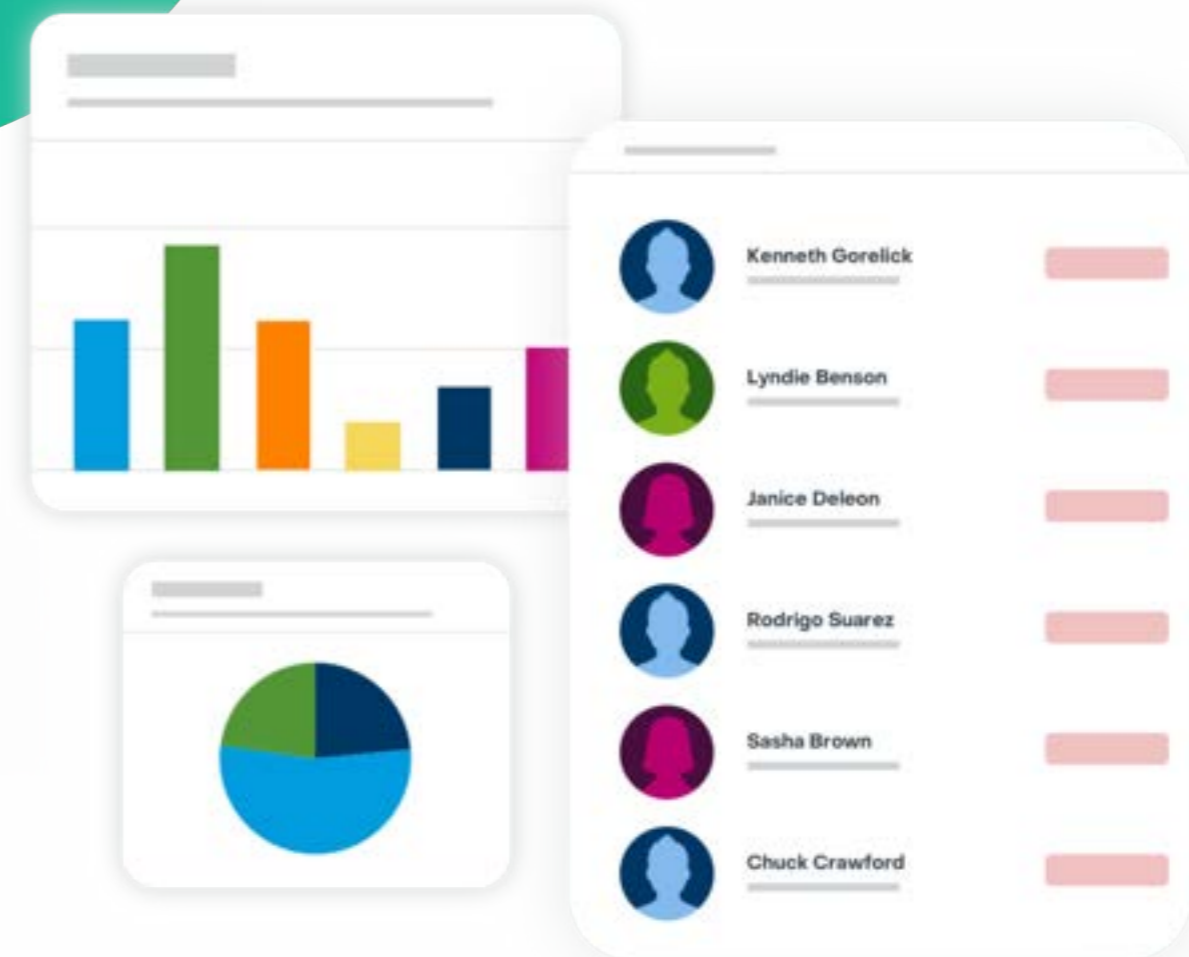 Kenneth Gorelick
Lyndie Benson
Janice Deleon
Rodrigo Suarez
Sasha Brown
Chuck Crawford